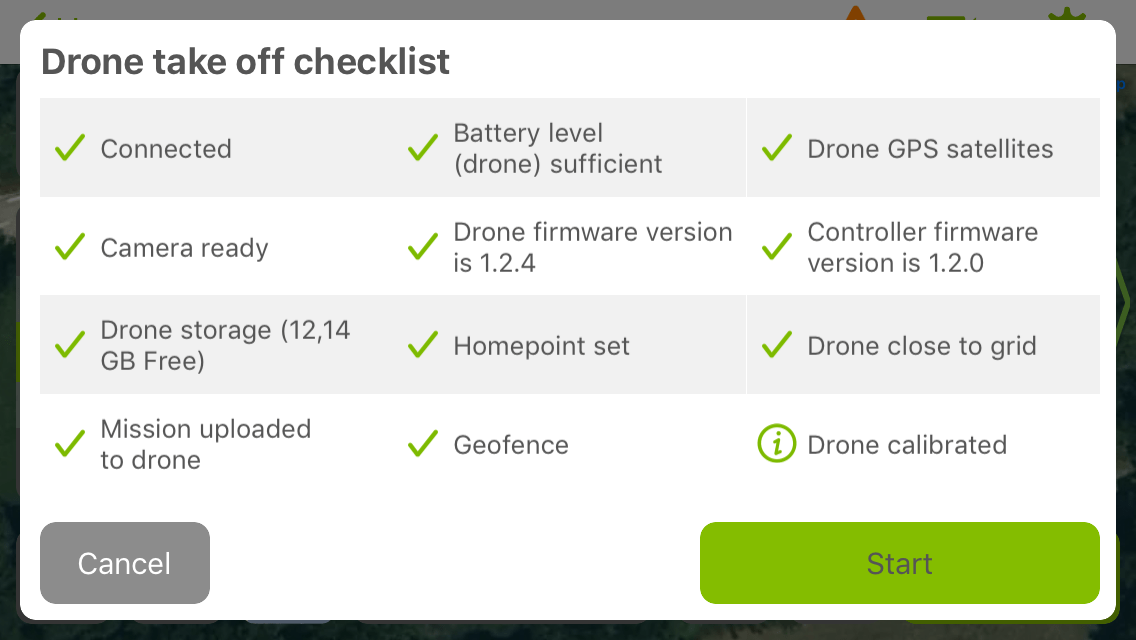 Drone take off checklist
Connected
Battery level
(drone) sufficient
Drone GPS satellites
Camera ready
Drone firmware version
is 1.2.4
Controller firmware
version is 1.2.0
Drone storage (12,14
GB Free)
Homepoint set
Drone close to grid
Mission uploaded
to drone
Geofence
Drone calibrated
Cancel
Start